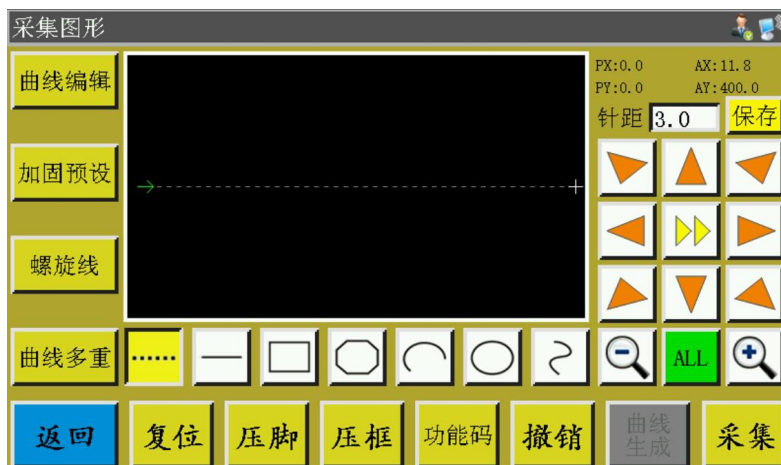 采集图形
曲线编辑
PX:0.0 AX:11.8
PY:0.0 AY:400.0
针距 3.0 保存
加固预设
螺旋线
曲线多重
ALL
返回 复位 压脚 压框 功能码 撤销 曲线 采集
生成